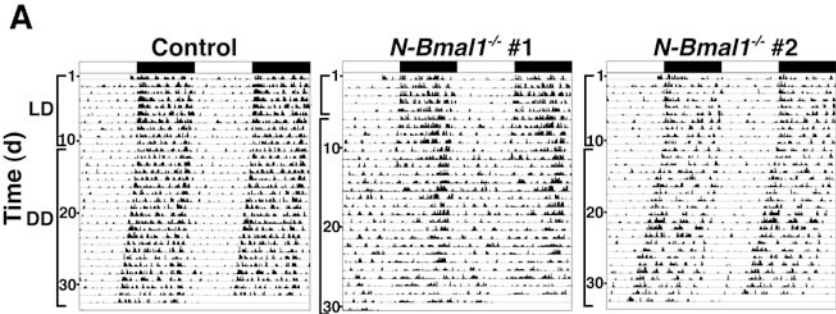 A
Control
N-Bmal1-/- #1
N-Bmal1-/- #2
Time (d)
LD
DD
1
10
20
30
1
10
20
30
1
10
20
30